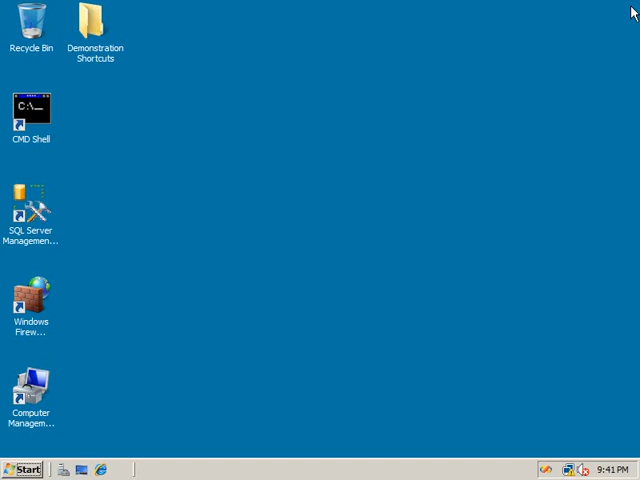 Recycle Bin
Demonstration
Shortcuts
C:\_
CMD Shell
SQL Server
Managemen...
Windows
Firew...
Computer
Managem...
Start
9:41 PM